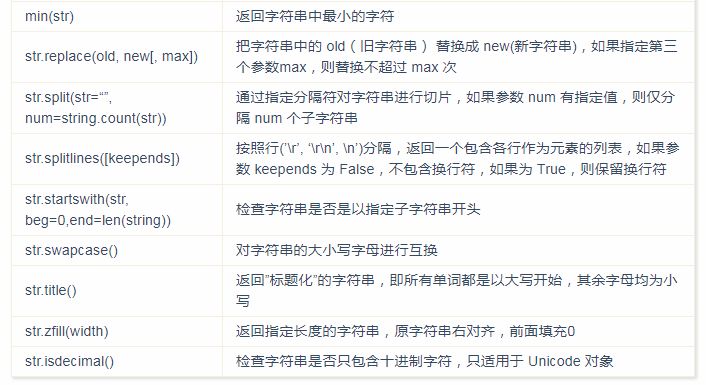 min(str)
返回字符串中最小的字符
str.replace(old, new[, max])
把字符串中的 old（旧字符串） 替换成 new(新字符串)，如果指定第三
个参数max，则替换不超过 max 次
str.split(str=“”,
num=string.count(str))
通过指定分隔符对字符串进行切片，如果参数 num 有指定值，则仅分
隔 num 个子字符串
str.splitlines([keepends])
按照行(‘\r’, ‘\r\n’, \n’)分隔，返回一个包含各行作为元素的列表，如果参
数 keepends 为 False，不包含换行符，如果为 True，则保留换行符
str.startswith(str,
beg=0,end=len(string))
检查字符串是否是以指定子字符串开头
str.swapcase()
对字符串的大小写字母进行互换
str.title()
返回”标题化”的字符串，即所有单词都是以大写开始，其余字母均为小
写
str.zfill(width)
返回指定长度的字符串，原字符串右对齐，前面填充0
str.isdecimal()
检查字符串是否只包含十进制字符，只适用于 Unicode 对象